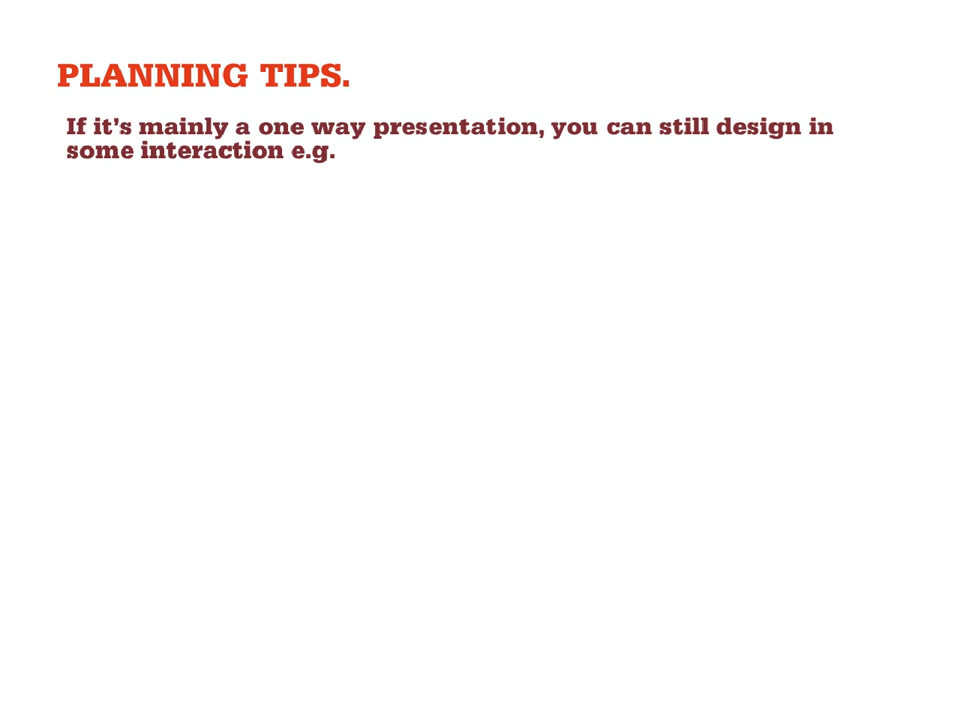 PLANNING TIPS.
If it’s mainly a one way presentation, you can still design in
some interaction e.g.